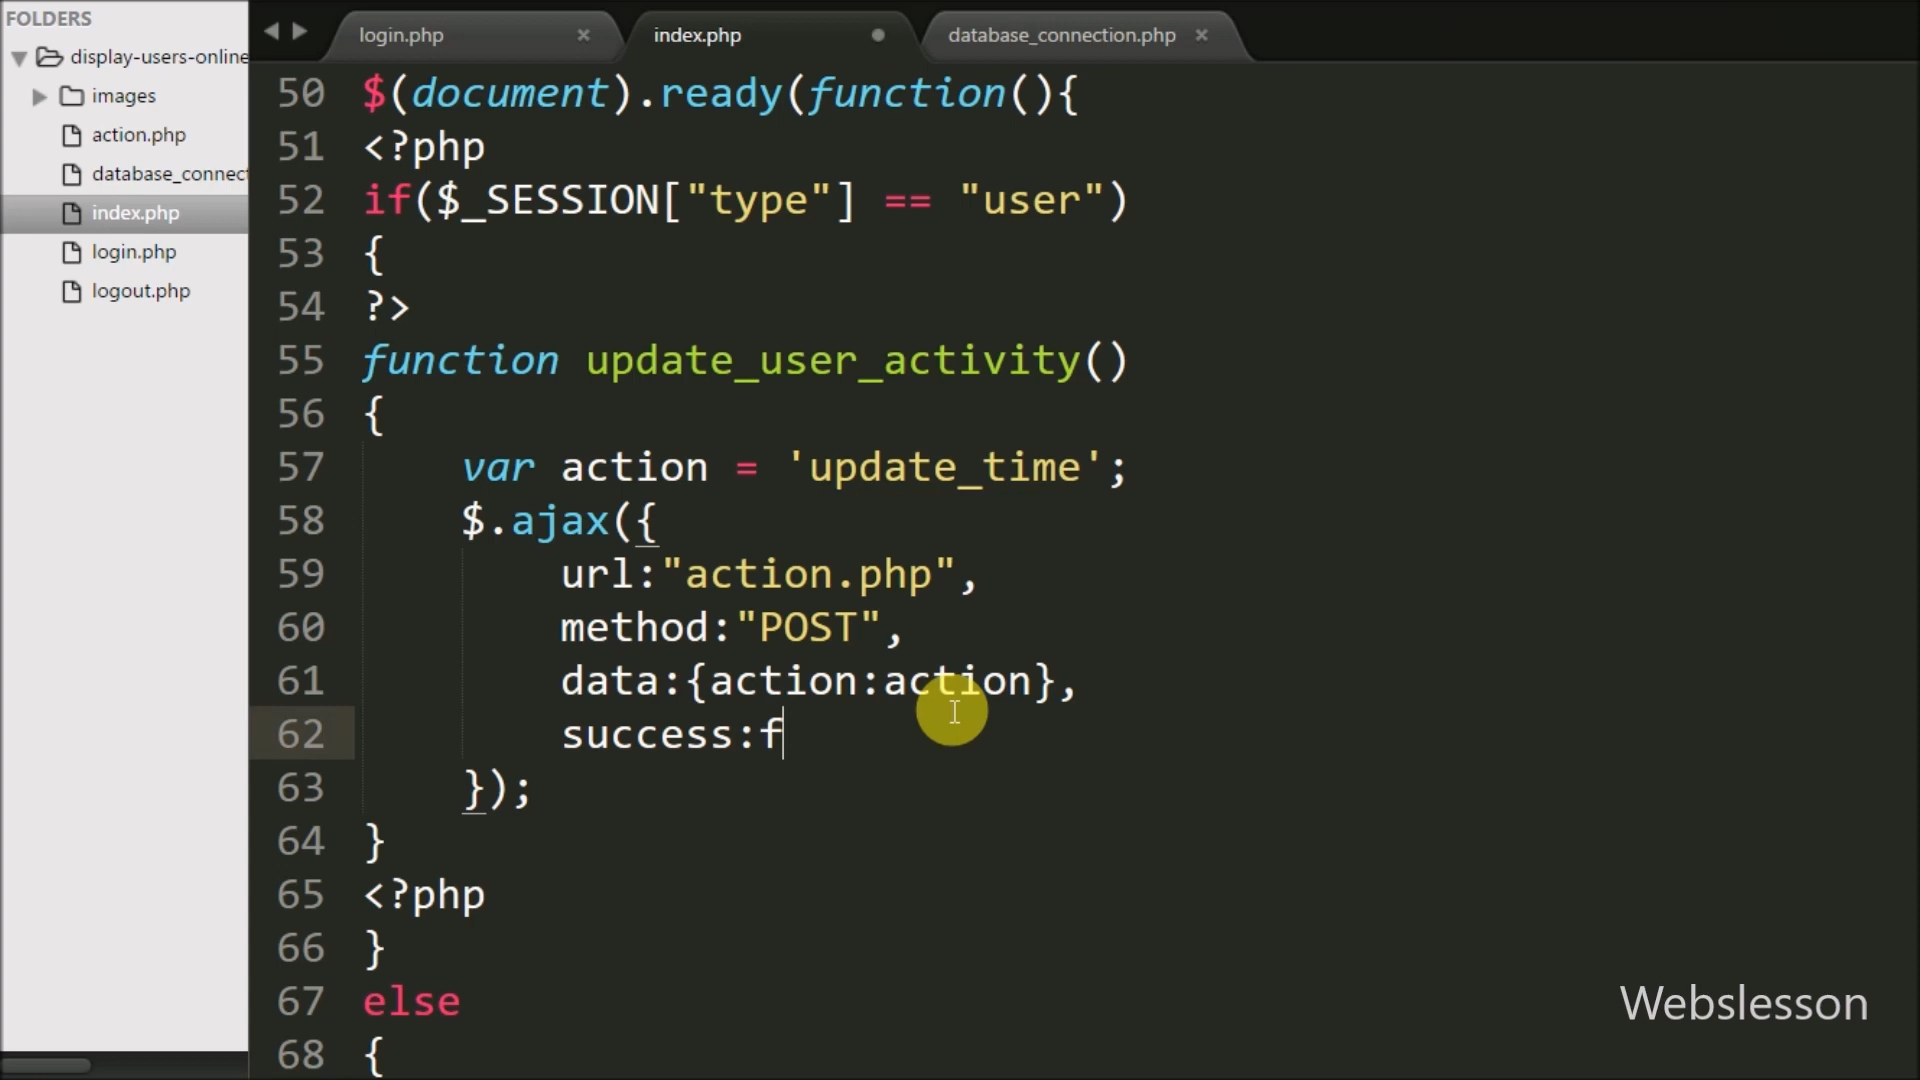 FOLDERS
display-users-online
images
action.php
database_connect
index.php
login.php
logout.php
login.php × index.php database_connection.php ×
50 $(document).ready(function(){
51 <?php
52 if($_SESSION["type"] == "user")
53 {
54 ?>
55 function update_user_activity()
56 {
57 var action = 'update_time';
58 $.ajax({
59 url:"action.php",
60 method:"POST",
61 data:{action:action},
62 success:f
63 });
64 }
65 <?php
66 }
67 else
68 {
Webslesson